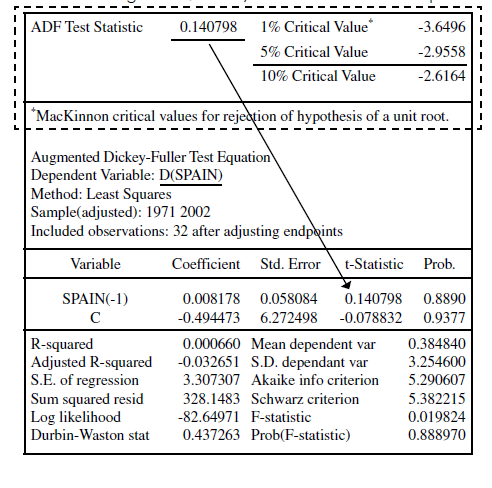 ADF Test Statistic 0.140798 1% Critical Value* -3.6496
5% Critical Value -2.9558
10% Critical Value -2.6164
*MacKinnon critical values for rejection of hypothesis of a unit root.
Augmented Dickey-Fuller Test Equation
Dependent Variable: D(SPAIN)
Method: Least Squares
Sample(adjusted): 1971 2002
Included observations: 32 after adjusting endpoints
Variable Coefficient Std. Error t-Statistic Prob.
SPAIN(-1) 0.008178 0.058084 0.140798 0.8890
C -0.494473 6.272498 -0.078832 0.9377
R-squared 0.000660 Mean dependent var 0.384840
Adjusted R-squared -0.032651 S.D. dependant var 3.254600
S.E. of regression 3.307307 Akaike info criterion 5.290607
Sum squared resid 328.1483 Schwarz criterion 5.382215
Log likelihood -82.64971 F-statistic 0.019824
Durbin-Waston stat 0.437263 Prob(F-statistic) 0.888970